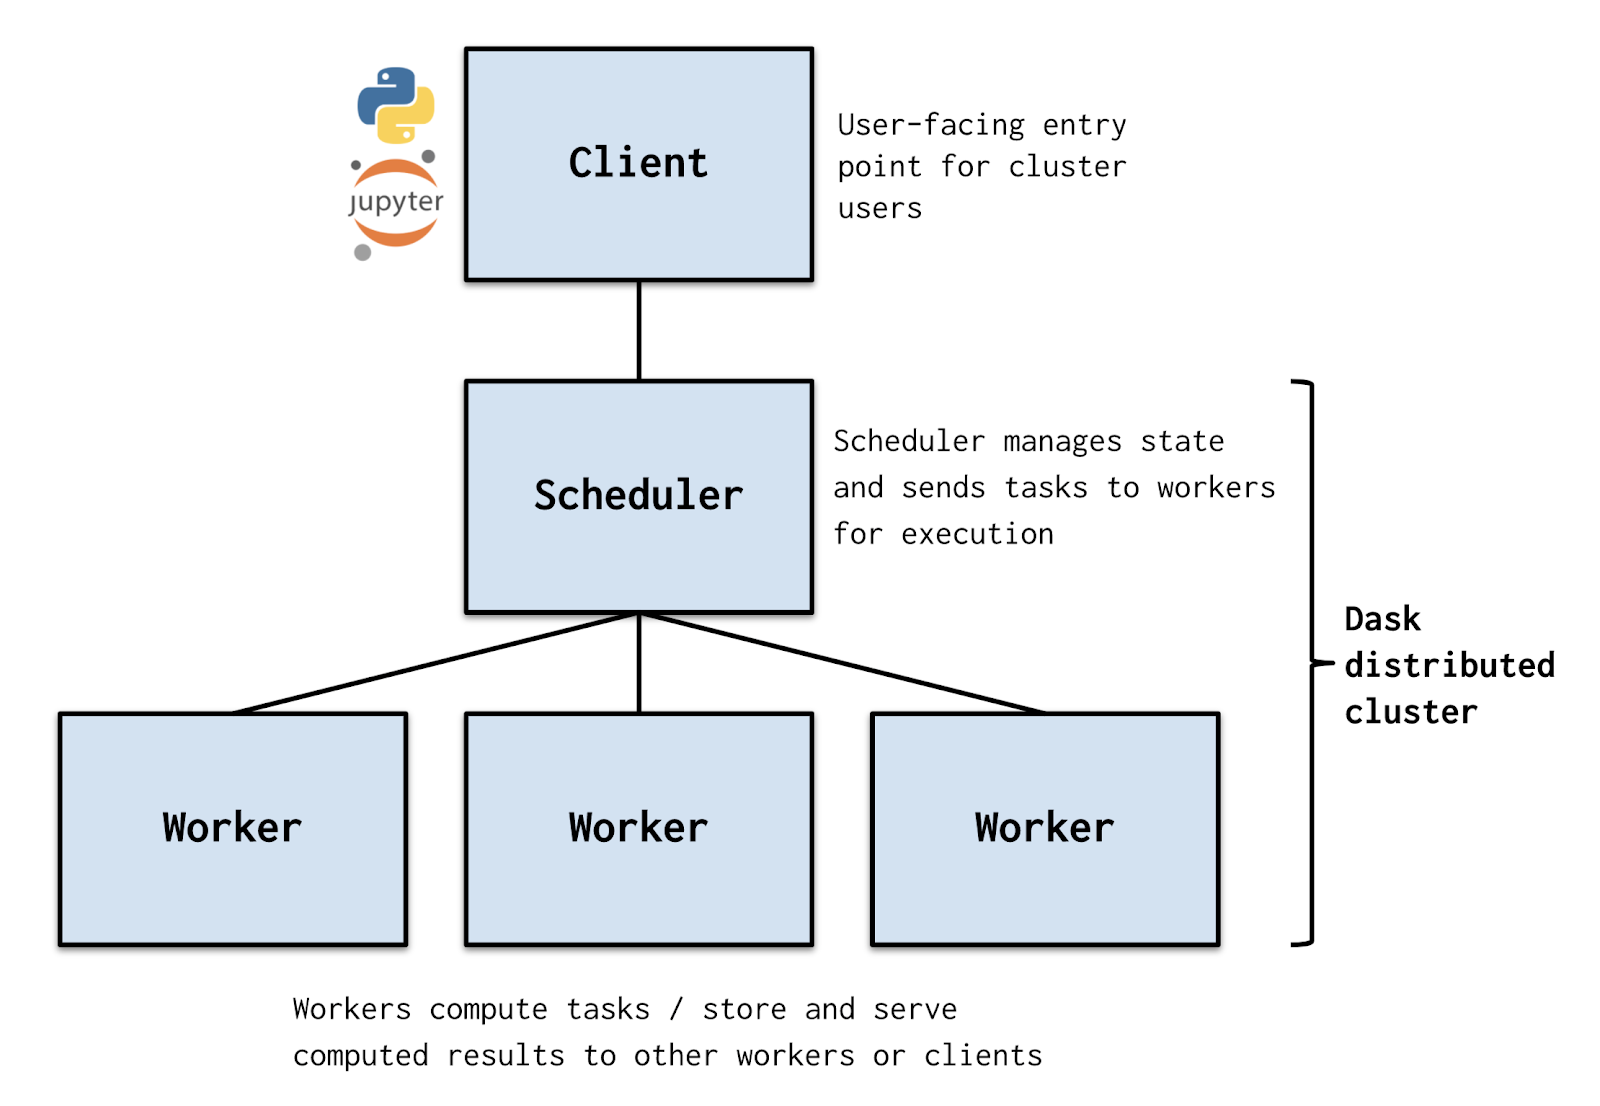 Client
jupyter
User-facing entry
point for cluster
users
Scheduler
Scheduler manages state
and sends tasks to workers
for execution
Dask
distributed
cluster
Worker
Worker
Worker
Workers compute tasks / store and serve
computed results to other workers or clients